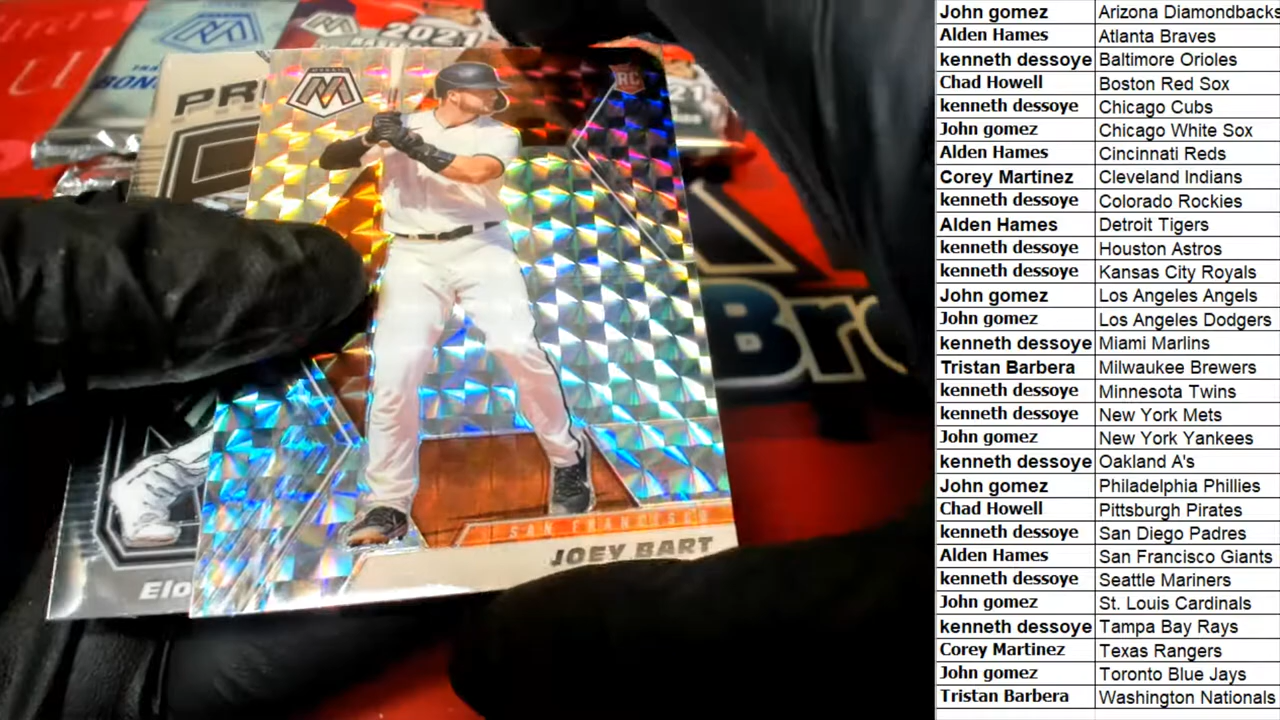 2021
BON
PR
MOSAIC
RC
Bro
SAN FRANCISCO
JOEY BART
Elo
John gomez Arizona Diamondbacks
Alden Hames Atlanta Braves
kenneth dessoye Baltimore Orioles
Chad Howell Boston Red Sox
kenneth dessoye Chicago Cubs
John gomez Chicago White Sox
Alden Hames Cincinnati Reds
Corey Martinez Cleveland Indians
kenneth dessoye Colorado Rockies
Alden Hames Detroit Tigers
kenneth dessoye Houston Astros
kenneth dessoye Kansas City Royals
John gomez Los Angeles Angels
John gomez Los Angeles Dodgers
kenneth dessoye Miami Marlins
Tristan Barbera Milwaukee Brewers
kenneth dessoye Minnesota Twins
kenneth dessoye New York Mets
John gomez New York Yankees
kenneth dessoye Oakland A's
John gomez Philadelphia Phillies
Chad Howell Pittsburgh Pirates
kenneth dessoye San Diego Padres
Alden Hames San Francisco Giants
kenneth dessoye Seattle Mariners
John gomez St. Louis Cardinals
kenneth dessoye Tampa Bay Rays
Corey Martinez Texas Rangers
John gomez Toronto Blue Jays
Tristan Barbera Washington Nationals